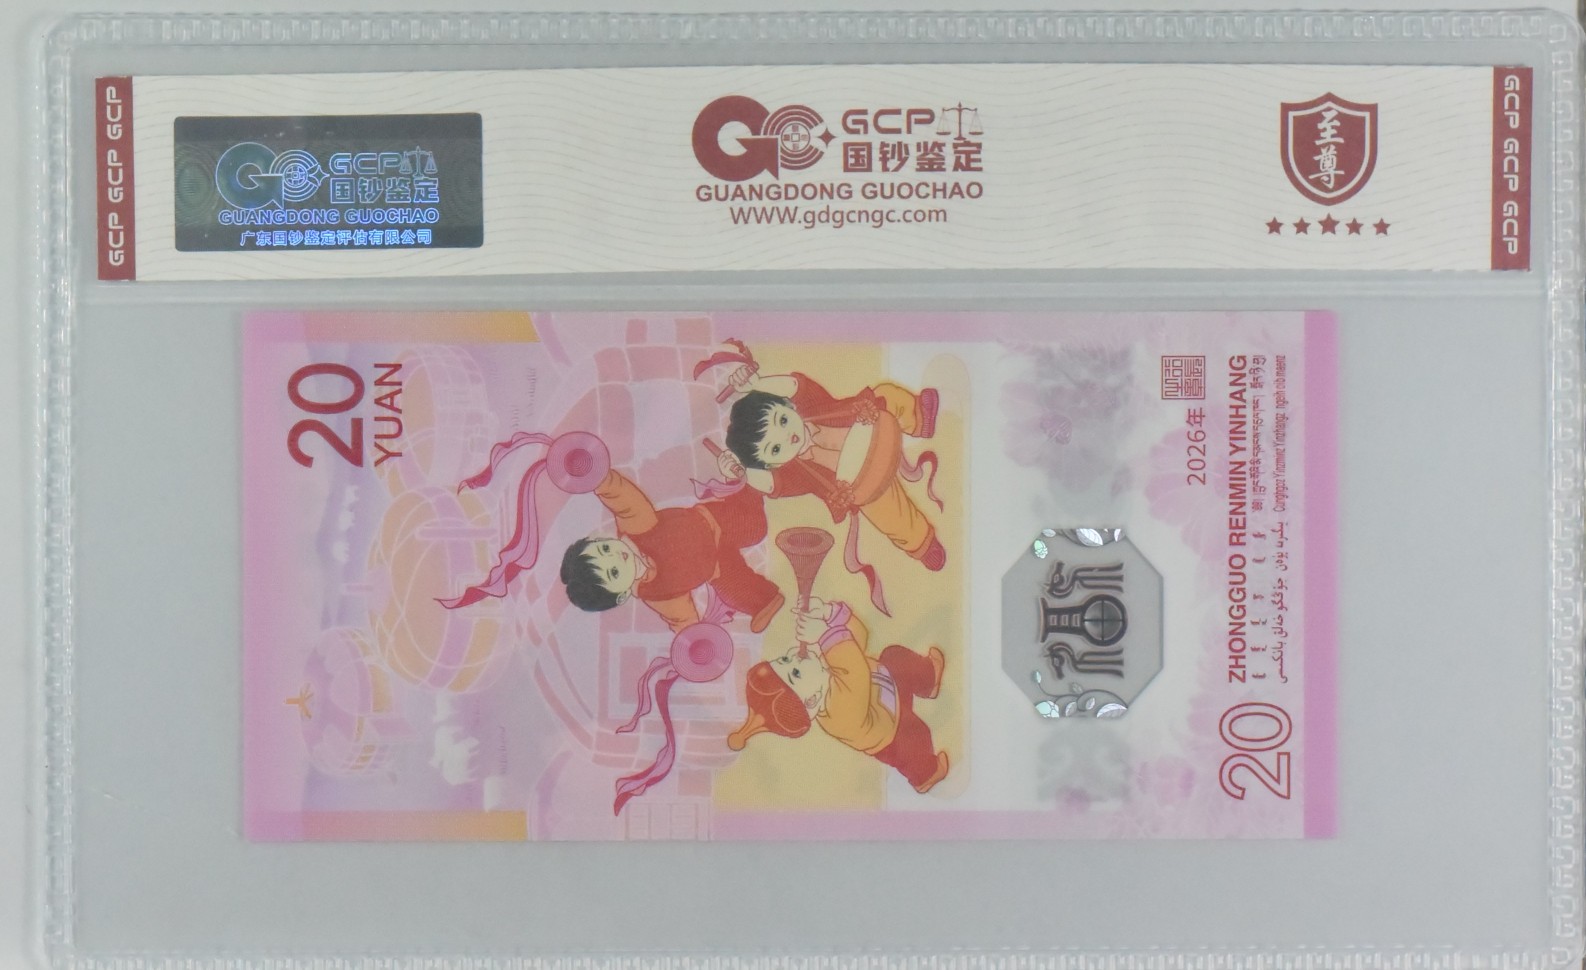 GCP GCP GCP
GCP
国钞鉴定
GUANGDONG GUOCHAO
广东国钞鉴定评估有限公司
GCP
国钞鉴定
GUANGDONG GUOCHAO
WWW.gdgcngc.com
至尊
GCP GCP GCP
20
YUAN
2026年
ZHONGGUO RENMIN YINHANG
20